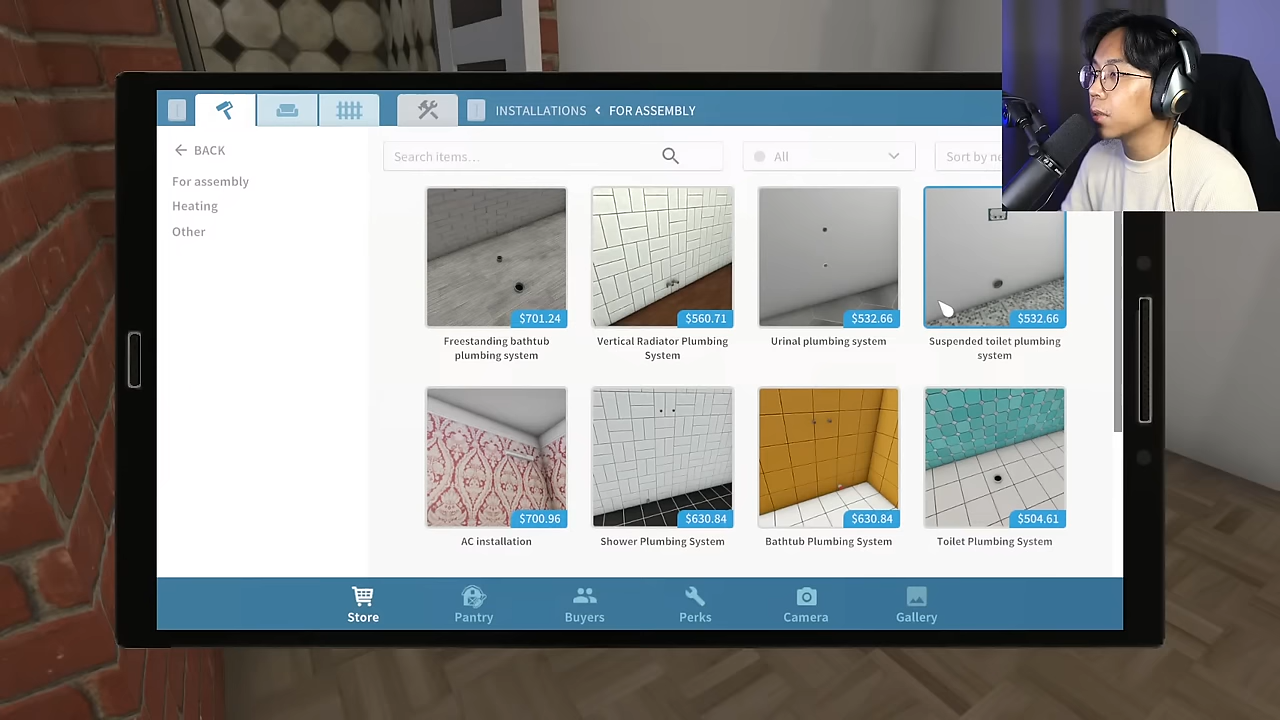 INSTALLATIONS < FOR ASSEMBLY
BACK
For assembly
Heating
Other
Search items...
All
Sort by ne
$701.24
$560.71
$532.66
$532.66
Freestanding bathtub
plumbing system
Vertical Radiator Plumbing
System
Urinal plumbing system
Suspended toilet plumbing
system
$700.96
$630.84
$630.84
$504.61
AC installation
Shower Plumbing System
Bathtub Plumbing System
Toilet Plumbing System
Store
Pantry
Buyers
Perks
Camera
Gallery